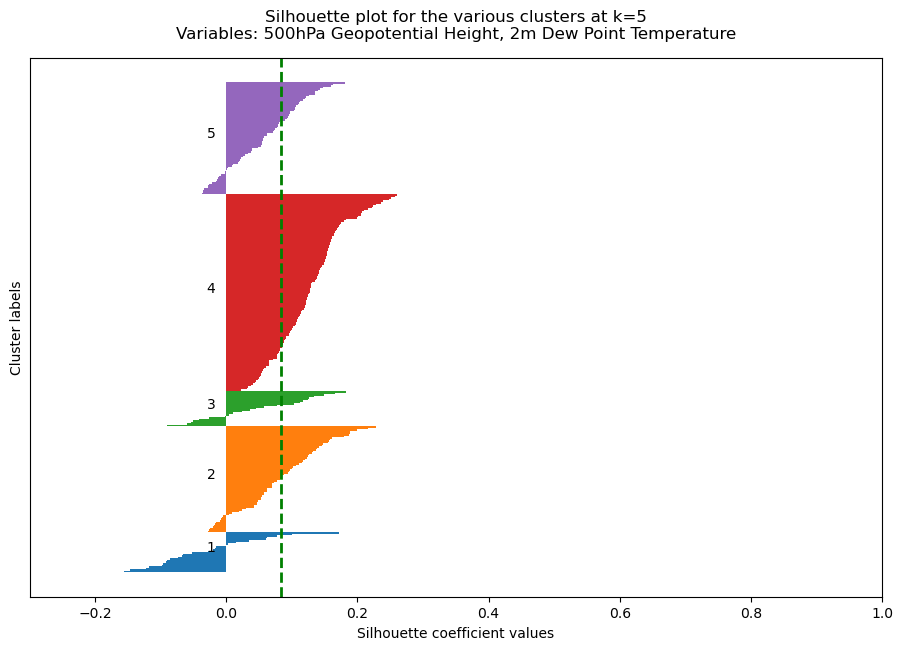 Silhouette plot for the various clusters at k=5
Variables: 500hPa Geopotential Height, 2m Dew Point Temperature
5
4
3
2
1
Cluster labels
−0.2 0.0 0.2 0.4 0.6 0.8 1.0
Silhouette coefficient values